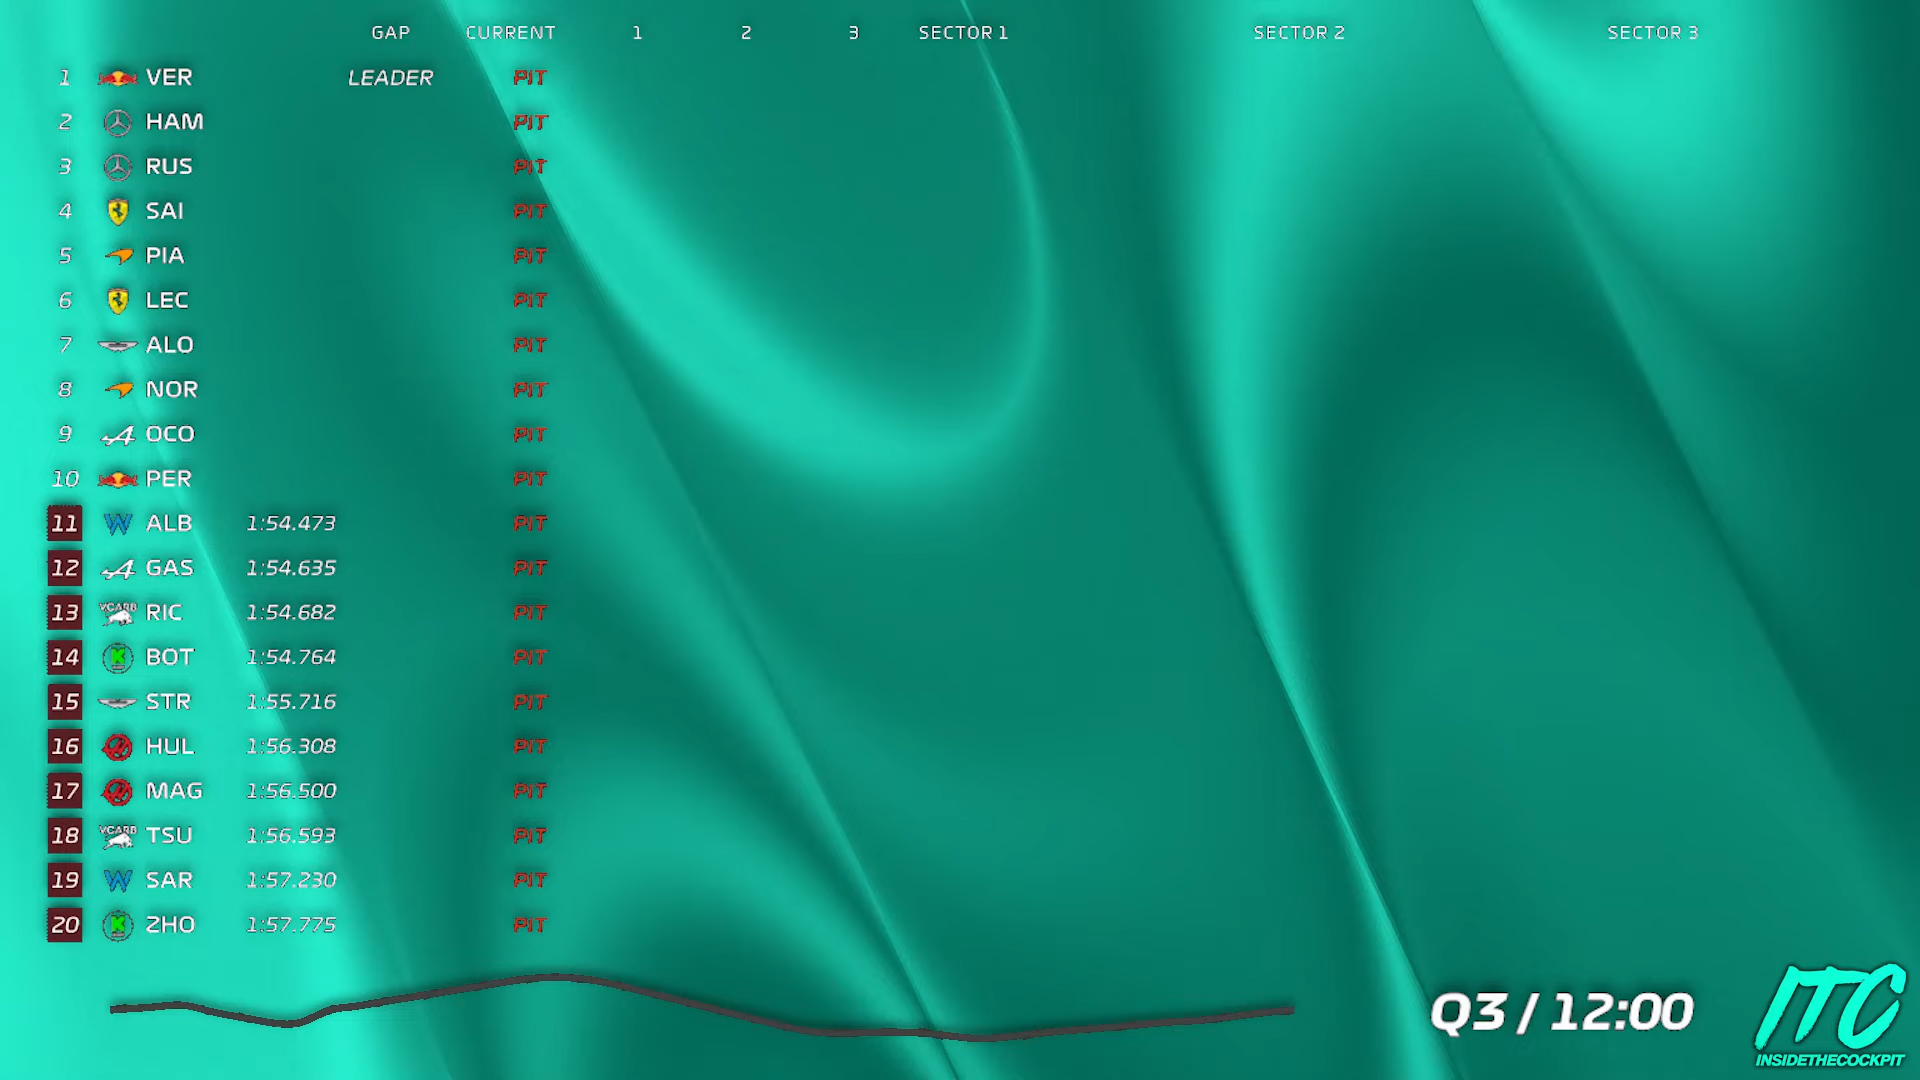 GAP CURRENT 1 2 3 SECTOR 1 SECTOR 2 SECTOR 3
1 VER LEADER PIT
2 HAM PIT
3 RUS PIT
4 SAI PIT
5 PIA PIT
6 LEC PIT
7 ALO PIT
8 NOR PIT
9 OCO PIT
10 PER PIT
11 W ALB 1:54.473 PIT
12 GAS 1:54.635 PIT
13 VCARB RIC 1:54.682 PIT
14 K BOT 1:54.764 PIT
15 STR 1:55.716 PIT
16 HUL 1:56.308 PIT
17 MAG 1:56.500 PIT
18 VCARB TSU 1:56.593 PIT
19 W SAR 1:57.230 PIT
20 K ZHO 1:57.775 PIT
Q3 / 12:00
ITC
INSIDETHECOCKPIT